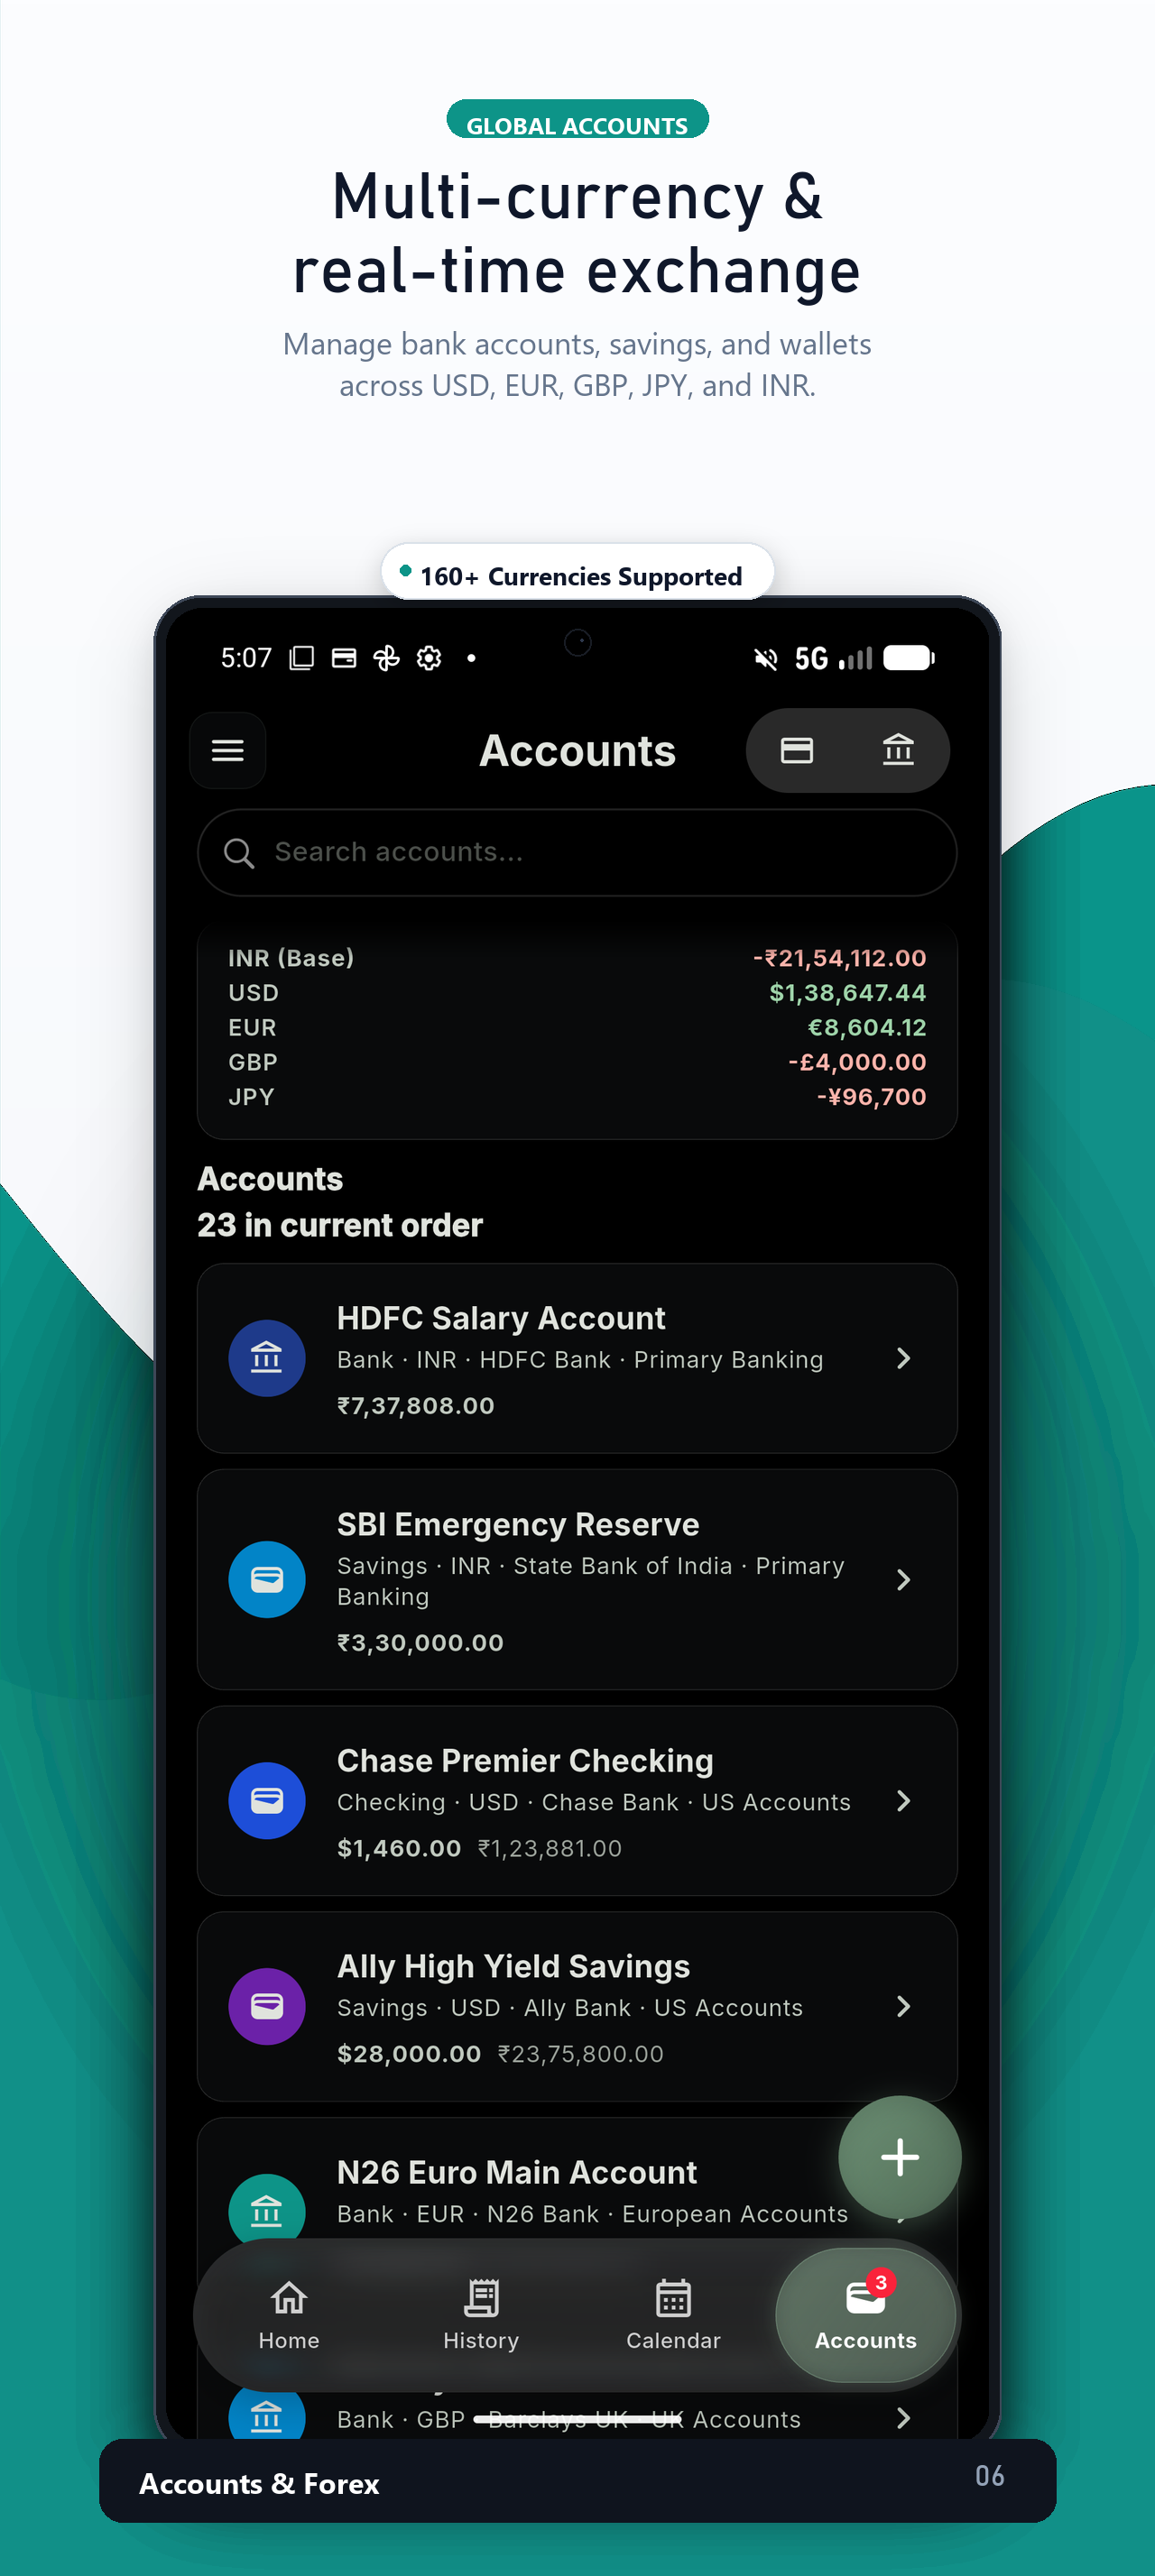 GLOBAL ACCOUNTS
Multi-currency &
real-time exchange
Manage bank accounts, savings, and wallets
across USD, EUR, GBP, JPY, and INR.
160+ Currencies Supported
5:07 5G
Accounts
Search accounts...
INR (Base) -₹21,54,112.00
USD $1,38,647.44
EUR €8,604.12
GBP -£4,000.00
JPY -¥96,700
Accounts
23 in current order
HDFC Salary Account
Bank · INR · HDFC Bank · Primary Banking
₹7,37,808.00
SBI Emergency Reserve
Savings · INR · State Bank of India · Primary
Banking
₹3,30,000.00
Chase Premier Checking
Checking · USD · Chase Bank · US Accounts
$1,460.00 ₹1,23,881.00
Ally High Yield Savings
Savings · USD · Ally Bank · US Accounts
$28,000.00 ₹23,75,800.00
N26 Euro Main Account
Bank · EUR · N26 Bank · European Accounts
3
Home History Calendar Accounts
Bank · GBP · Barclays UK · UK Accounts
Accounts & Forex 06